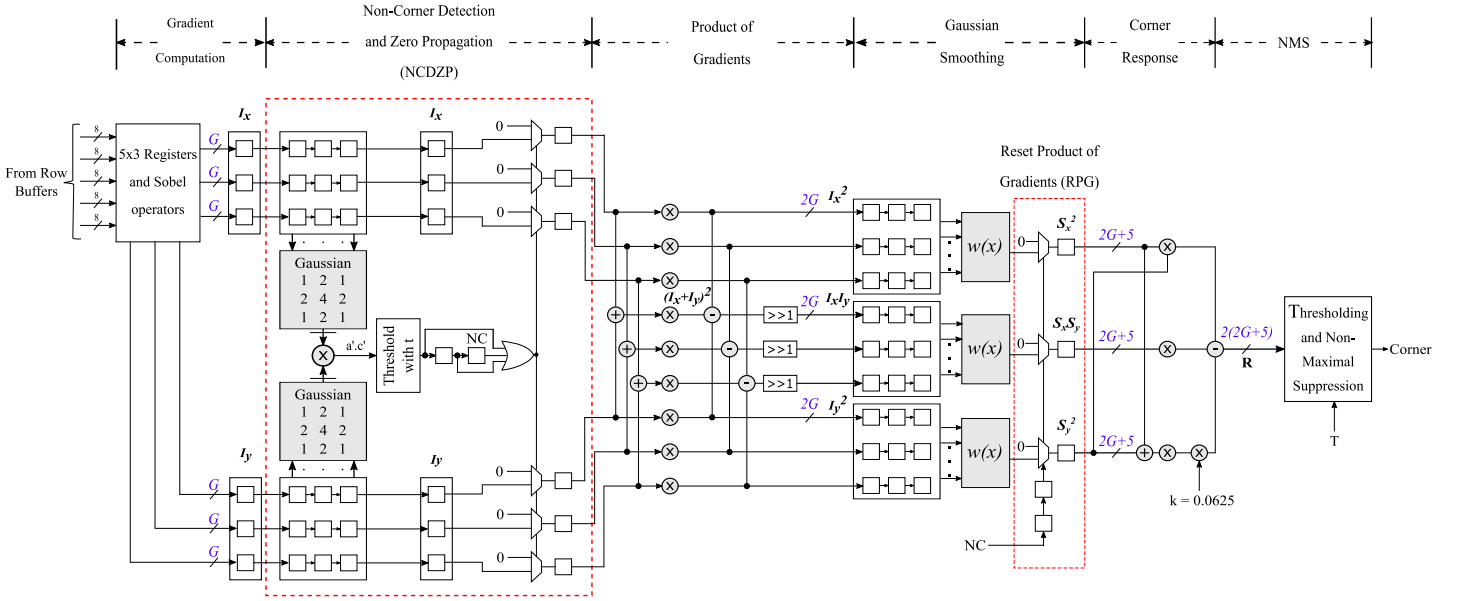 Gradient
Computation
Non-Corner Detection
and Zero Propagation
(NCDZP)
Product of
Gradients
Gaussian
Smoothing
Corner
Response
NMS
From Row
Buffers
8
8
8
8
8
5x3 Registers
and Sobel
operators
G
G
G
Ix
Ix
0
0
0
Gaussian
1 2 1
2 4 2
1 2 1
X
a'.c'
Threshold
with t
NC
Gaussian
1 2 1
2 4 2
1 2 1
Iy
Iy
G
G
G
0
0
0
X
X
X
+
+
+
(Ix+Iy)²
X
X
X
-
-
-
>>1
>>1
>>1
X
X
X
2G
Ix²
2G
IxIy
2G
Iy²
w(x)
w(x)
w(x)
Reset Product of
Gradients (RPG)
0
Sx²
0
SxSy
0
Sy²
NC
2G+5
2G+5
2G+5
X
X
+
X
X
k = 0.0625
-
2(2G+5)
R
Thresholding
and Non-
Maximal
Suppression
T
Corner